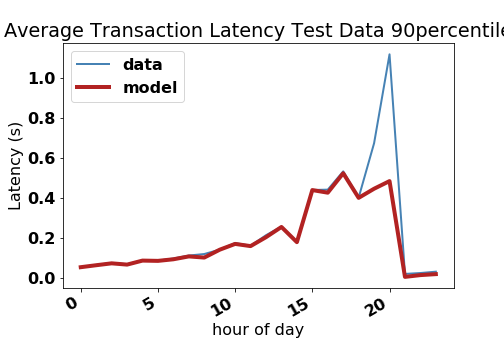 Average Transaction Latency Test Data 90percentile
data
model
Latency (s)
1.0
0.8
0.6
0.4
0.2
0.0
0
5
10
15
20
hour of day